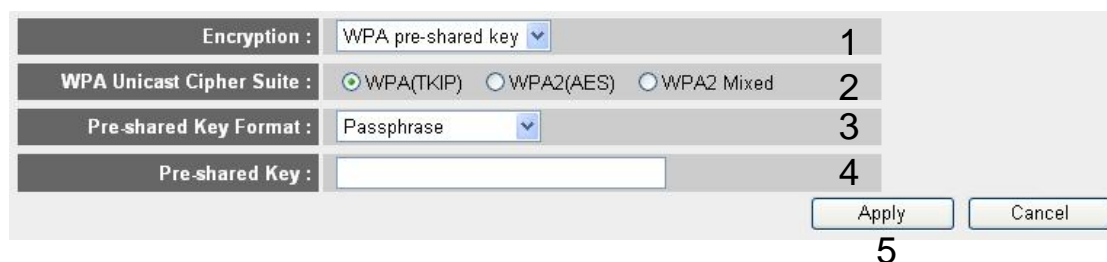 Encryption : WPA pre-shared key 1
WPA Unicast Cipher Suite : WPA(TKIP) WPA2(AES) WPA2 Mixed 2
Pre-shared Key Format : Passphrase 3
Pre-shared Key : 4
Apply Cancel
5